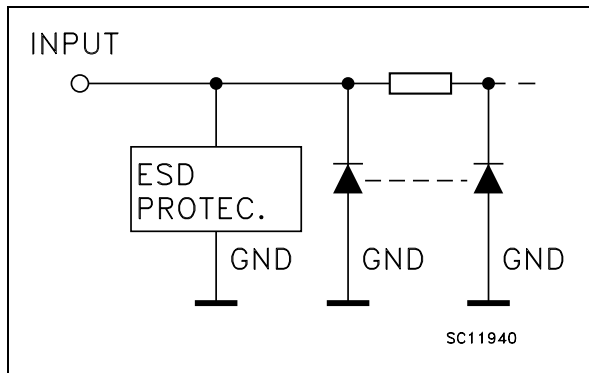 INPUT
ESD
PROTEC.
GND
GND
GND
SC11940